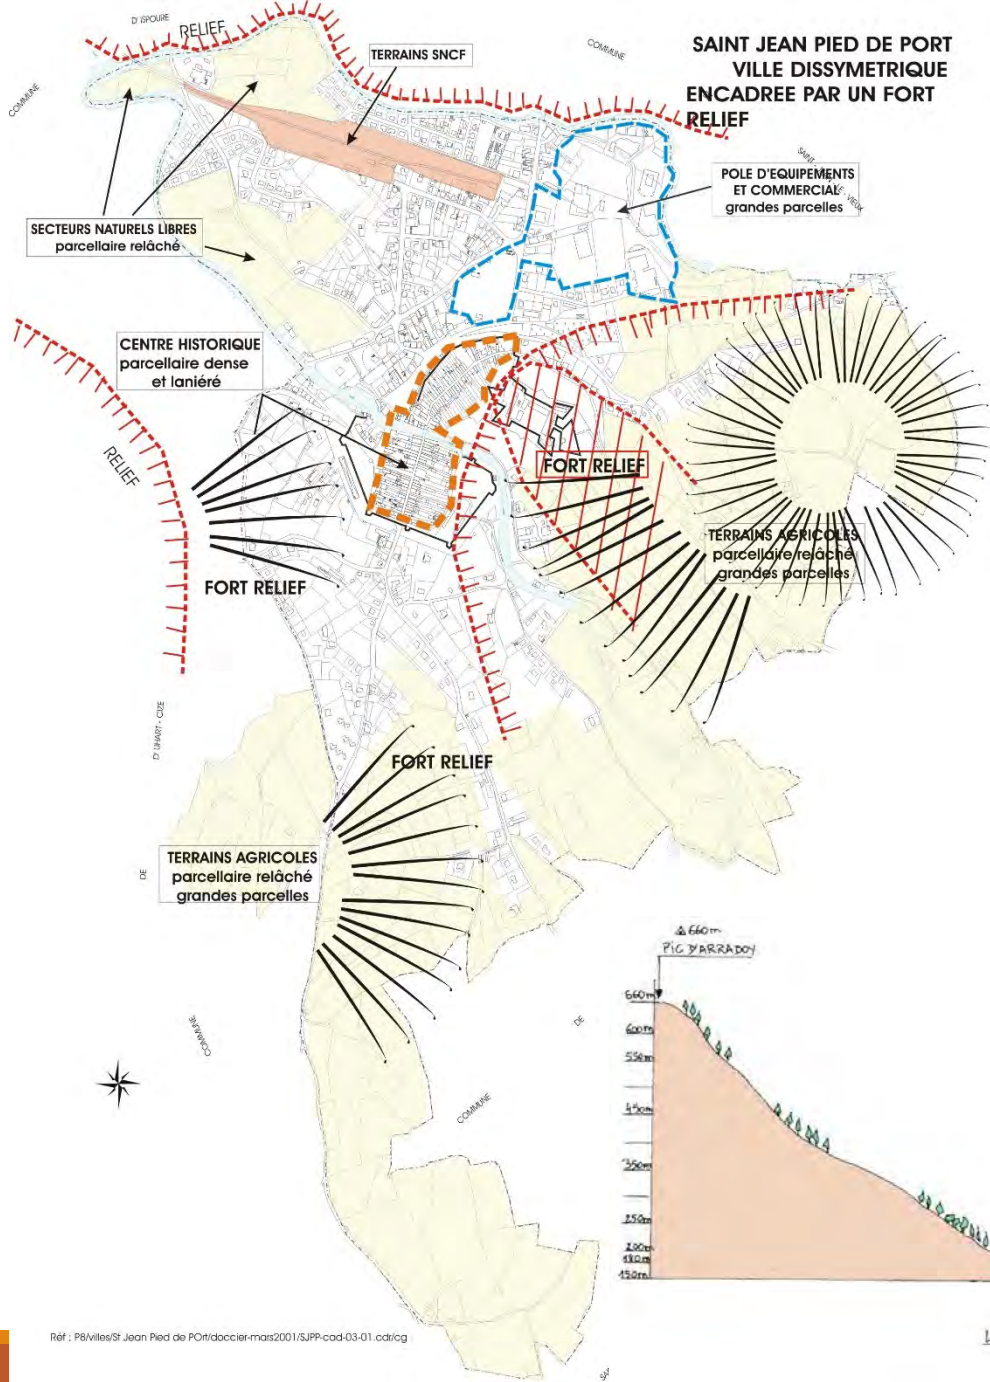 D' ISPOURE
RELIEF
TERRAINS SNCF
COMMUNE
COMMUNE
SAINT JEAN PIED DE PORT
VILLE DISSYMETRIQUE
ENCADREE PAR UN FORT
RELIEF
POLE D'EQUIPEMENTS
ET COMMERCIAL
grandes parcelles
SECTEURS NATURELS LIBRES
parcellaire relâché
CENTRE HISTORIQUE
parcellaire dense
et laniéré
RELIEF
FORT RELIEF
TERRAINS AGRICOLES
parcellaire relâché
grandes parcelles
FORT RELIEF
D' UHART - CIZE
FORT RELIEF
TERRAINS AGRICOLES
parcellaire relâché
grandes parcelles
DE
COMMUNE
DE
COMMUNE
660m
PIC D'ARRADOY
660m
600m
550m
450m
350m
250m
200m
180m
150m
Réf : P8/villes/St Jean Pied de POrt/doccier-mars2001/SJPP-cad-03-01.cdr/cg